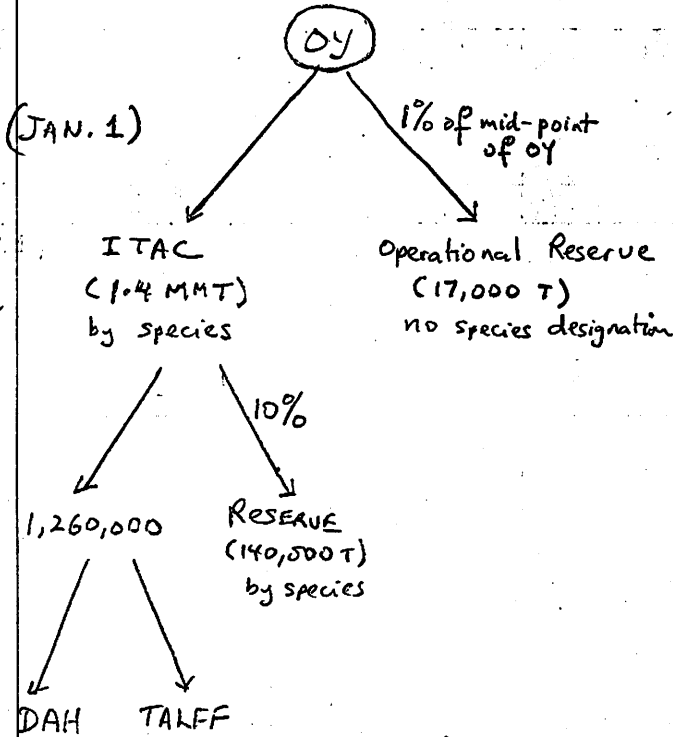 OY
(JAN. 1)
1% of mid-point
of OY
ITAC
(1.4 MMT)
by species
Operational Reserve
(17,000 T)
no species designation
10%
1,260,000
RESERVE
(140,000 T)
by species
DAH
TALFF